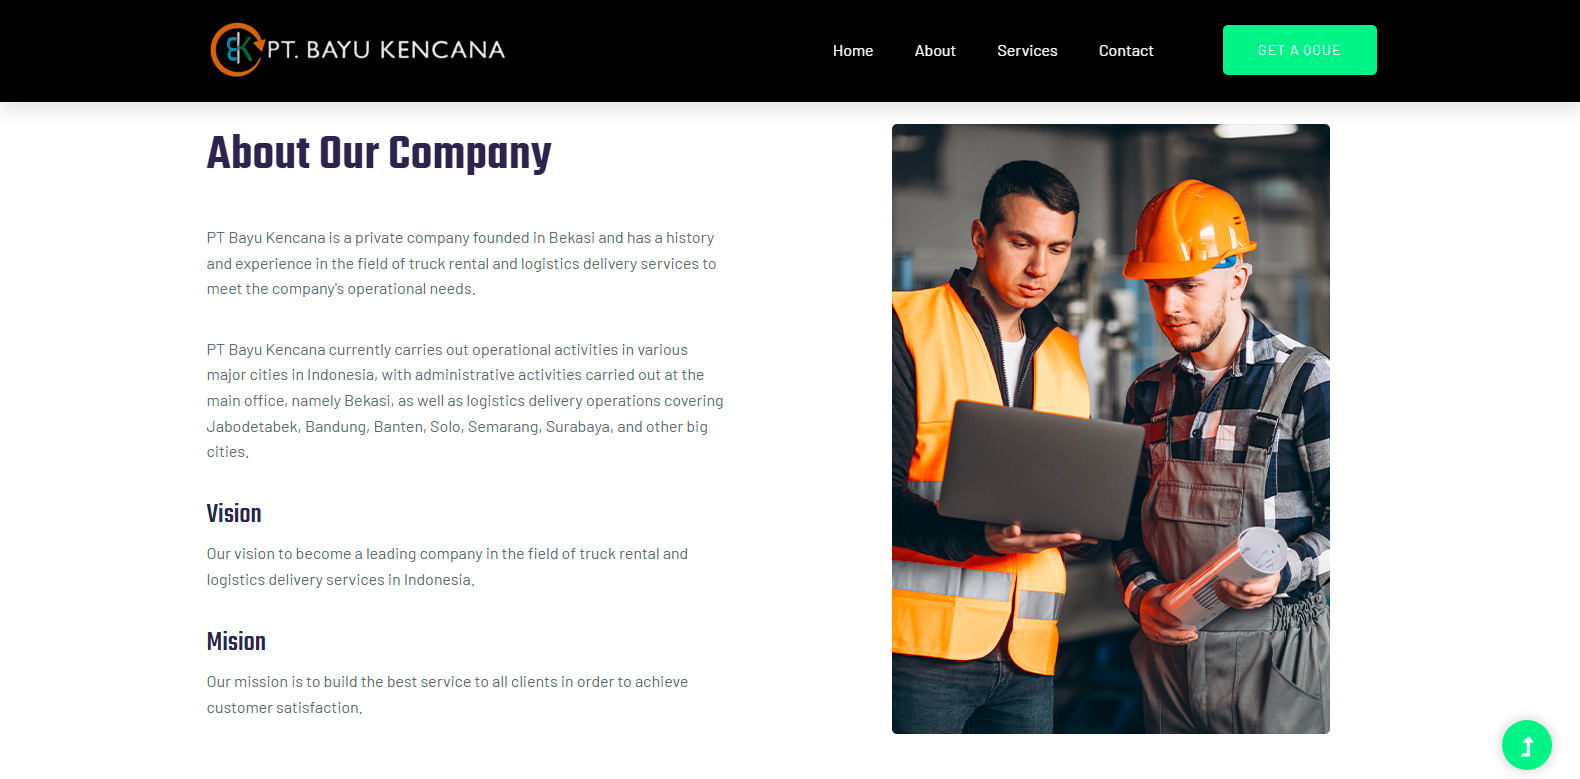 PT. BAYU KENCANA
Home
About
Services
Contact
GET A QOUE
About Our Company
PT Bayu Kencana is a private company founded in Bekasi and has a history
and experience in the field of truck rental and logistics delivery services to
meet the company's operational needs.
PT Bayu Kencana currently carries out operational activities in various
major cities in Indonesia, with administrative activities carried out at the
main office, namely Bekasi, as well as logistics delivery operations covering
Jabodetabek, Bandung, Banten, Solo, Semarang, Surabaya, and other big
cities.
Vision
Our vision to become a leading company in the field of truck rental and
logistics delivery services in Indonesia.
Mision
Our mission is to build the best service to all clients in order to achieve
customer satisfaction.